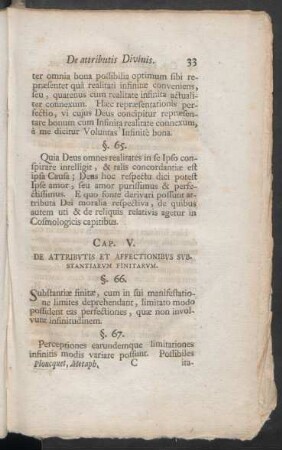 De attributis Divinis. 33
ter omnia bona possibilia optimum sibi re-
præsentet quâ realitati infinitæ conveniens,
seu, quatenus cum realitate infinita actuali-
ter connexum. Hæc repræsentationis per-
fectio, vi cujus Deus concipitur repræsen-
tare bonum cum Infinita realitate connexum,
à me dicitur Voluntas Infinitè bona.
§. 65.
Quia Deus omnes realitates in se Ipso con-
spirare intelligit, & talis concordantiæ est
ipsa Causa; Deus hoc respectu dici potest
Ipse amor, seu amor purissimus & perfe-
ctissimus. E quo fonte derivari possunt at-
tributa Dei moralia respectiva, de quibus
autem uti & de reliquis relativis agetur in
Cosmologicis capitibus.
CAP. V.
DE ATTRIBVTIS ET AFFECTIONIBVS SVB-
STANTIARVM FINITARVM.
§. 66.
Substantiæ finitæ, cum in sui manifestatio-
ne limites deprehendant, limitato modo
possident eas perfectiones, quæ non invol-
vunt infinitudinem.
§. 67.
Perceptiones earundemque limitationes
infinitis modis variare possunt. Possibiles
Ploucquet, Metaph. C ita-